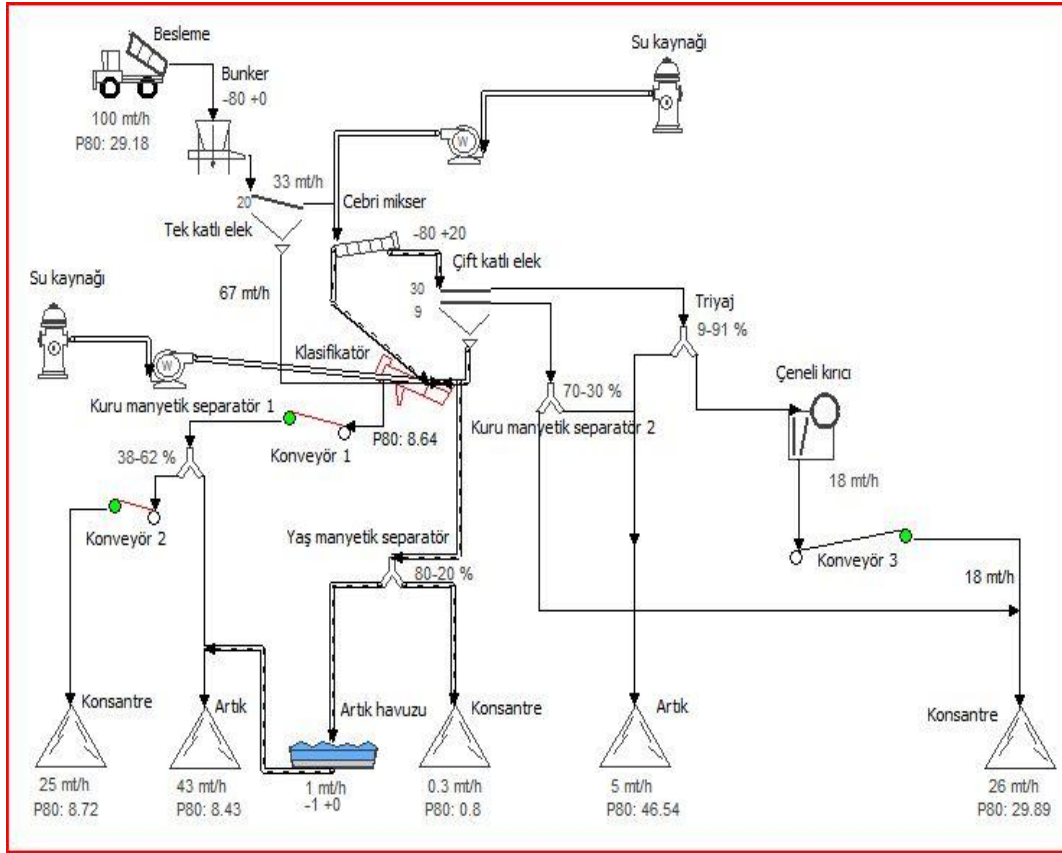 Besleme
Su kaynağı
Bunker
-80 +0
100 mt/h
P80: 29.18
W
33 mt/h
20
Cebri mikser
Tek katlı elek
-80 +20
Çift katlı elek
Su kaynağı
67 mt/h
30
9
Triyaj
9-91 %
Klasifikatör
W
Çeneli kırıcı
70-30 %
Kuru manyetik separatör 1
Kuru manyetik separatör 2
P80: 8.64
38-62 %
Konveyör 1
18 mt/h
Konveyör 2
Yaş manyetik separatör
Konveyör 3
80-20 %
18 mt/h
Konsantre
Artık
Artık havuzu
Konsantre
Artık
Konsantre
25 mt/h
P80: 8.72
43 mt/h
P80: 8.43
1 mt/h
-1 +0
0.3 mt/h
P80: 0.8
5 mt/h
P80: 46.54
26 mt/h
P80: 29.89